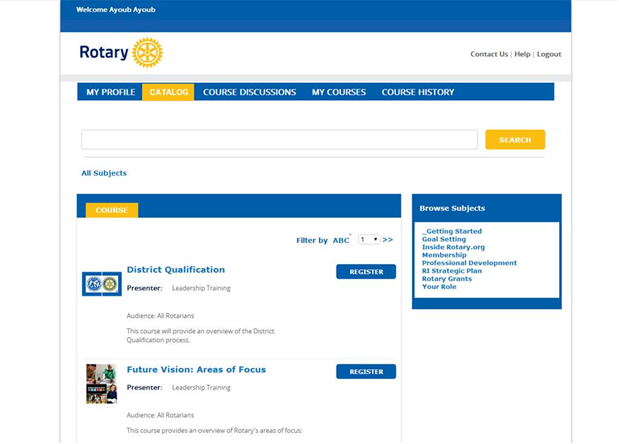 Welcome Ayoub Ayoub
Rotary
Contact Us | Help | Logout
MY PROFILE CATALOG COURSE DISCUSSIONS MY COURSES COURSE HISTORY
SEARCH
All Subjects
COURSE
Filter by ABC 1 >>
District Qualification
REGISTER
Presenter: Leadership Training
Audience: All Rotarians
This course will provide an overview of the District
Qualification process.
Future Vision: Areas of Focus
REGISTER
Presenter: Leadership Training
Audience: All Rotarians
This course provides an overview of Rotary's areas of focus:
Browse Subjects
_Getting Started
Goal Setting
Inside Rotary.org
Membership
Professional Development
RI Strategic Plan
Rotary Grants
Your Role